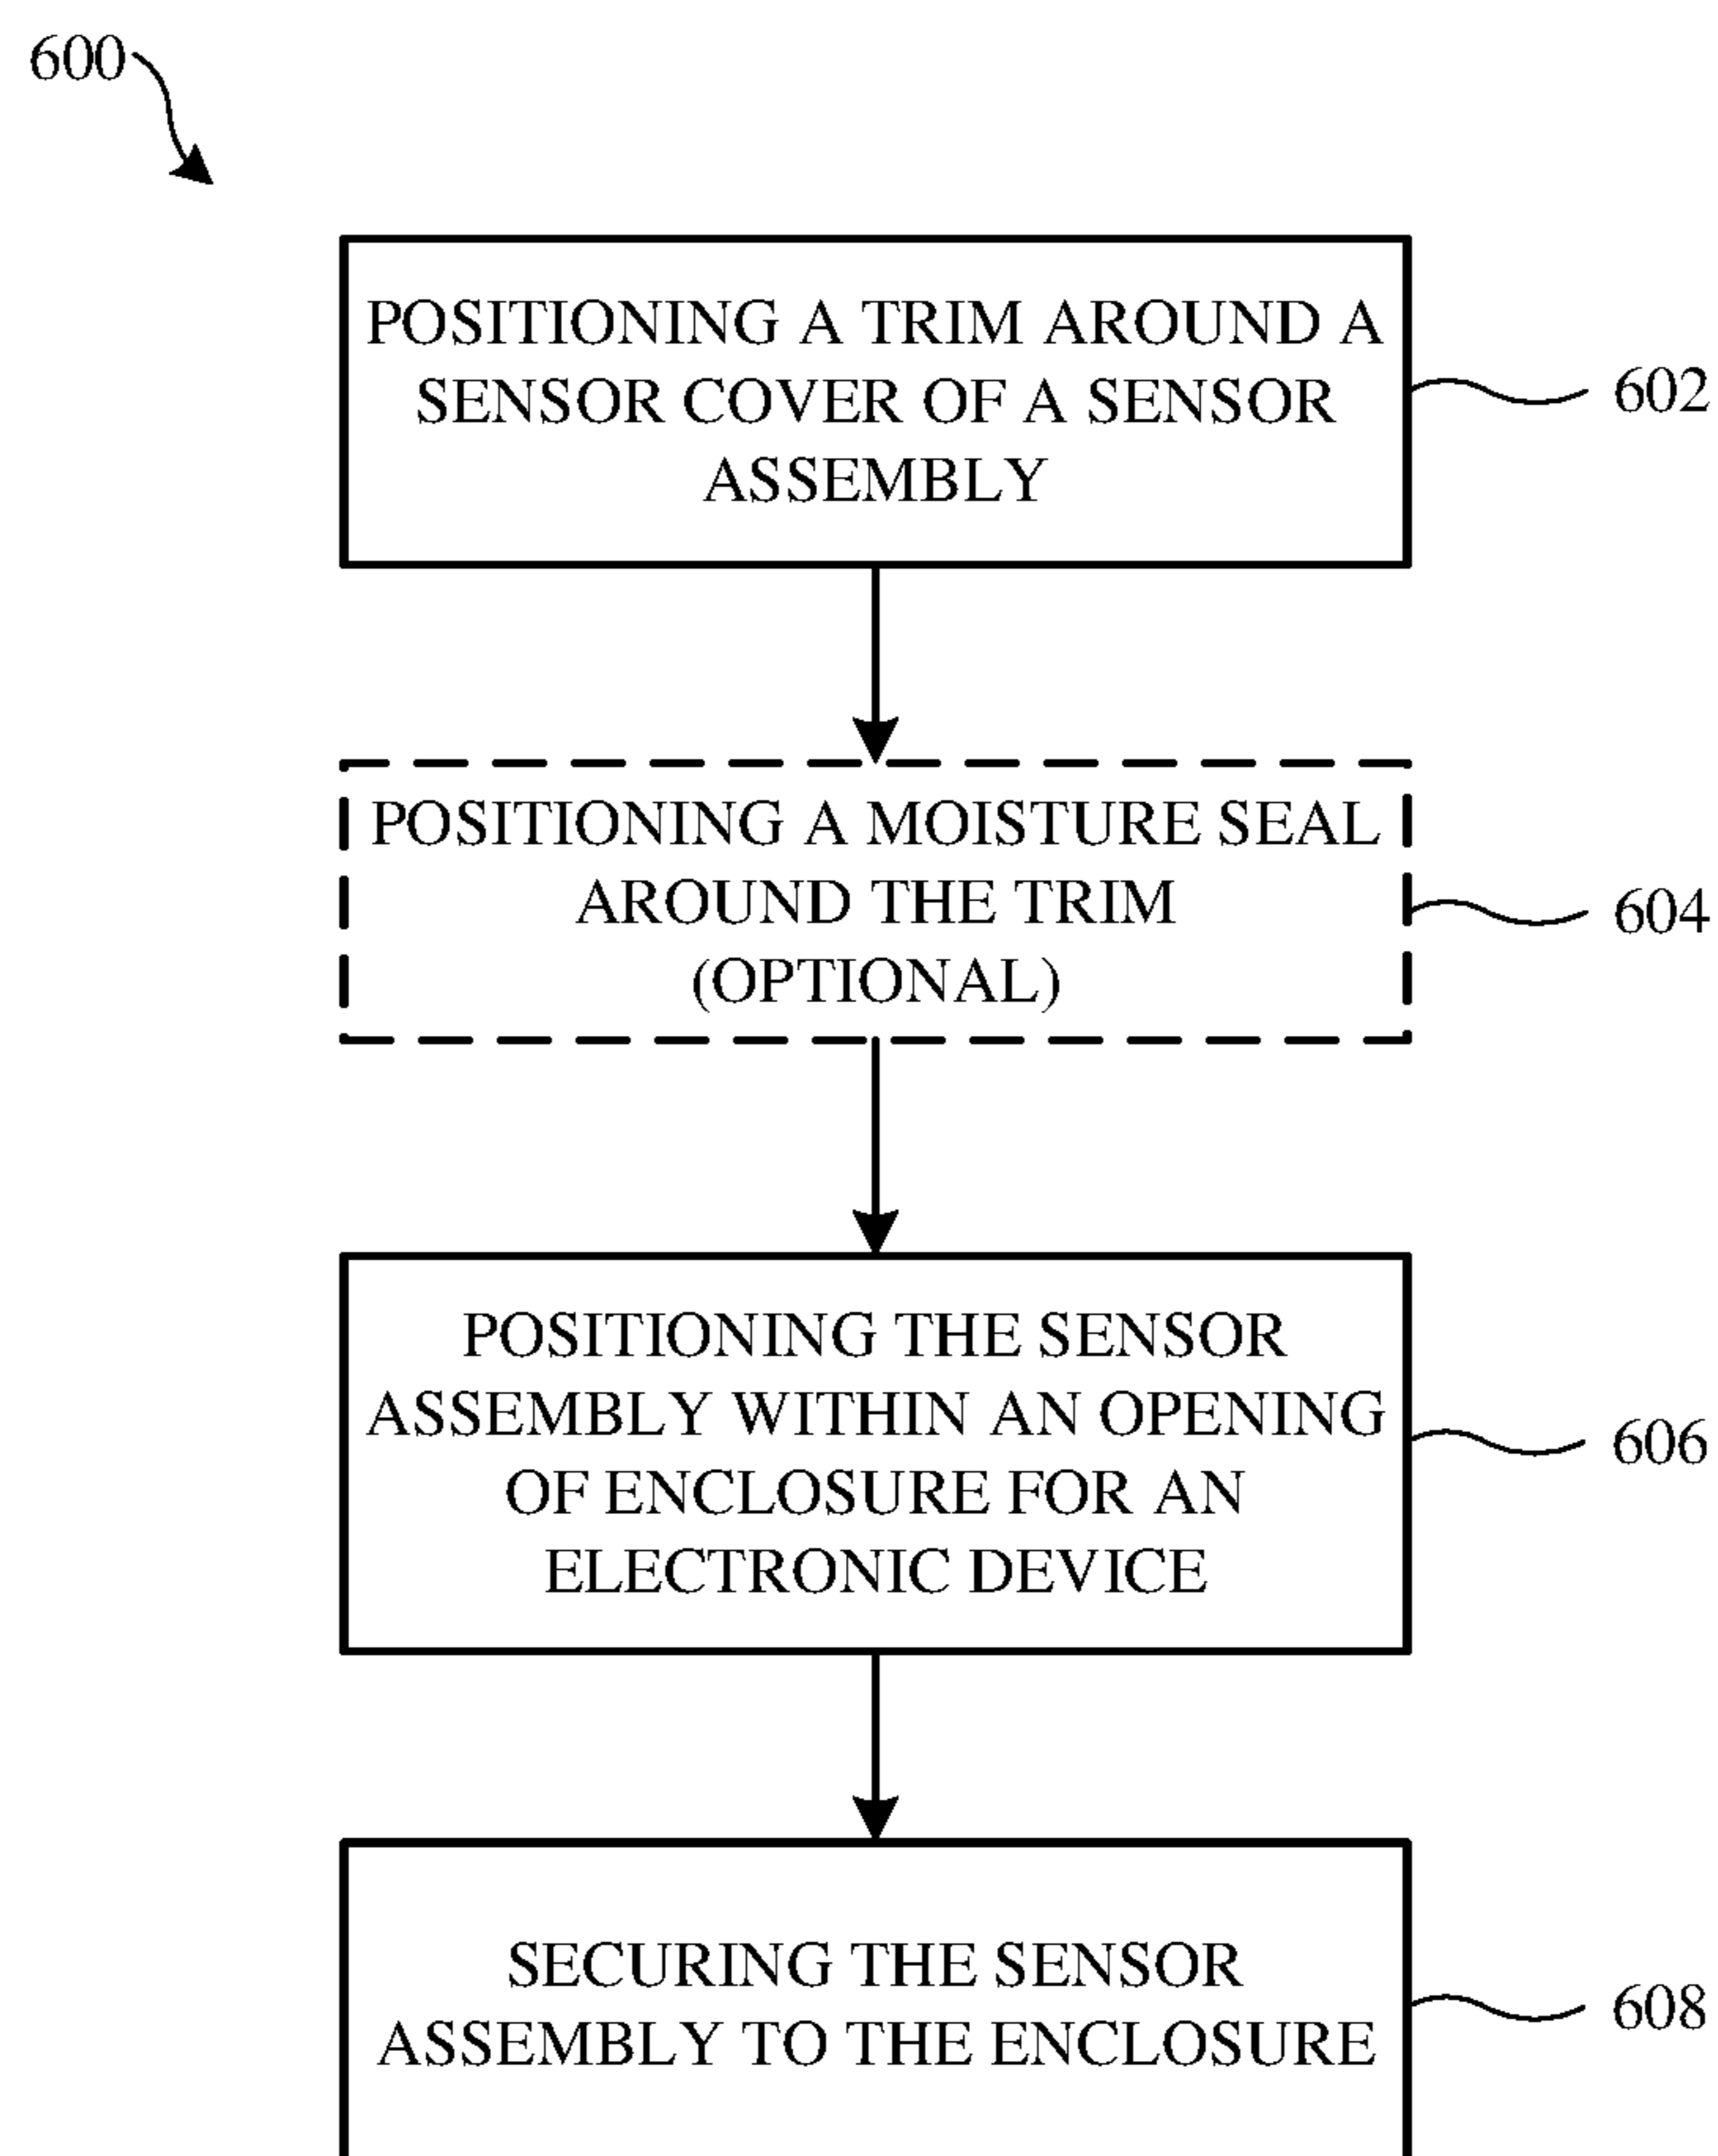 600
POSITIONING A TRIM AROUND A
SENSOR COVER OF A SENSOR
ASSEMBLY
602
POSITIONING A MOISTURE SEAL
AROUND THE TRIM
(OPTIONAL)
604
POSITIONING THE SENSOR
ASSEMBLY WITHIN AN OPENING
OF ENCLOSURE FOR AN
ELECTRONIC DEVICE
606
SECURING THE SENSOR
ASSEMBLY TO THE ENCLOSURE
608